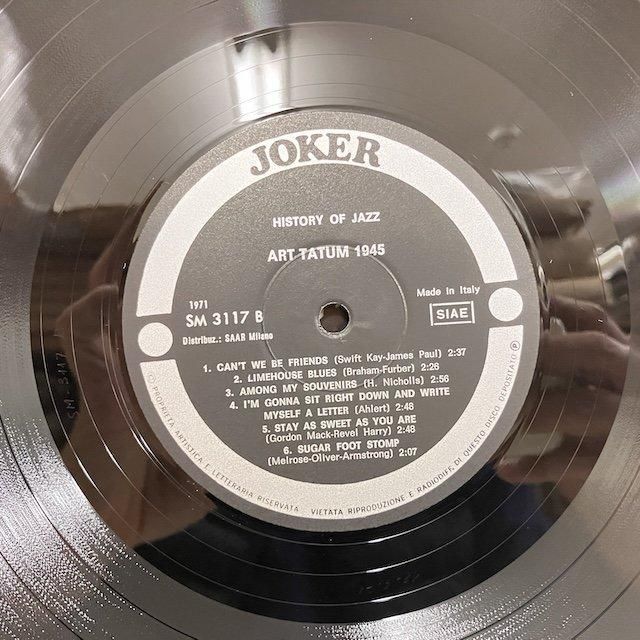 JOKER
HISTORY OF JAZZ
ART TATUM 1945
1971
SM 3117 B
Distribuz.: SAAR Milano
Made in Italy
SIAE
1. CAN'T WE BE FRIENDS (Swift Kay-James Paul) 2:37
2. LIMEHOUSE BLUES (Braham-Furber) 2:26
3. AMONG MY SOUVENIRS (H. Nicholls) 2:56
4. I'M GONNA SIT RIGHT DOWN AND WRITE
MYSELF A LETTER (Ahlert) 2:48
5. STAY AS SWEET AS YOU ARE
(Gordon Mack-Revel Harry) 2:48
6. SUGAR FOOT STOMP
(Melrose-Oliver-Armstrong) 2:07
PROPRIETA ARTISTICA E LETTERARIA RISERVATA VIETATA RIPRODUZIONE E RADIODIFF. DI QUESTO DISCO DEPOSITATO Ⓟ